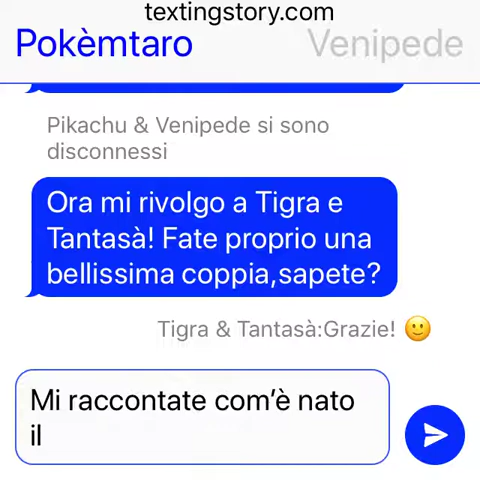 textingstory.com
Pokèmtaro Venipede
Pikachu & Venipede si sono
disconnessi
Ora mi rivolgo a Tigra e
Tantasà! Fate proprio una
bellissima coppia,sapete?
Tigra & Tantasà:Grazie! 🙂
Mi raccontate com’è nato
il